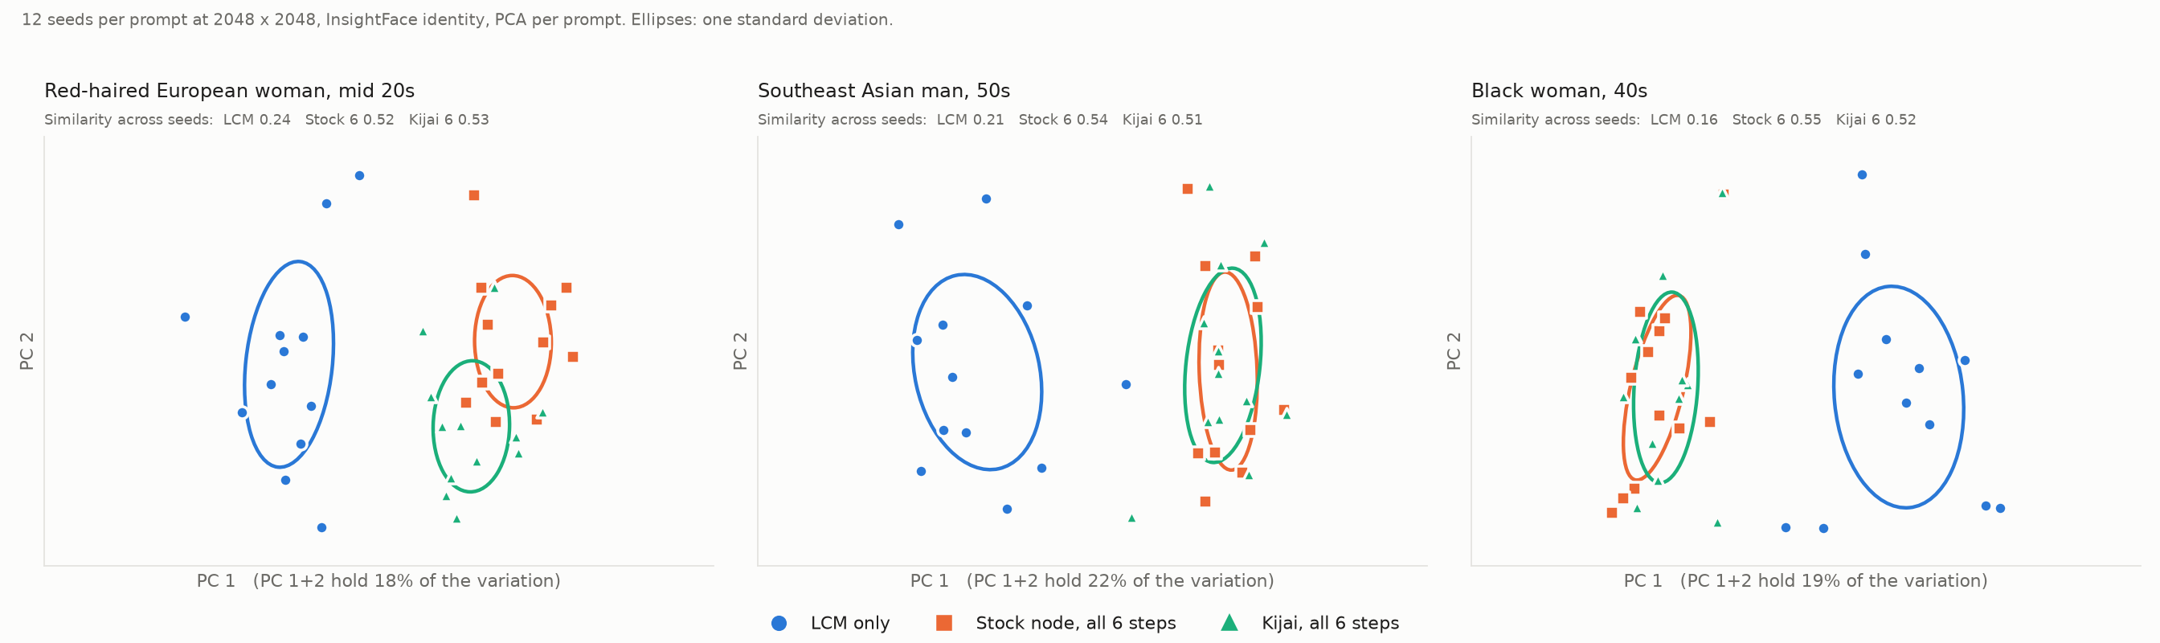 12 seeds per prompt at 2048 x 2048, InsightFace identity, PCA per prompt. Ellipses: one standard deviation.
Red-haired European woman, mid 20s
Similarity across seeds: LCM 0.24 Stock 6 0.52 Kijai 6 0.53
PC 2
PC 1 (PC 1+2 hold 18% of the variation)
Southeast Asian man, 50s
Similarity across seeds: LCM 0.21 Stock 6 0.54 Kijai 6 0.51
PC 2
PC 1 (PC 1+2 hold 22% of the variation)
Black woman, 40s
Similarity across seeds: LCM 0.16 Stock 6 0.55 Kijai 6 0.52
PC 2
PC 1 (PC 1+2 hold 19% of the variation)
LCM only
Stock node, all 6 steps
Kijai, all 6 steps